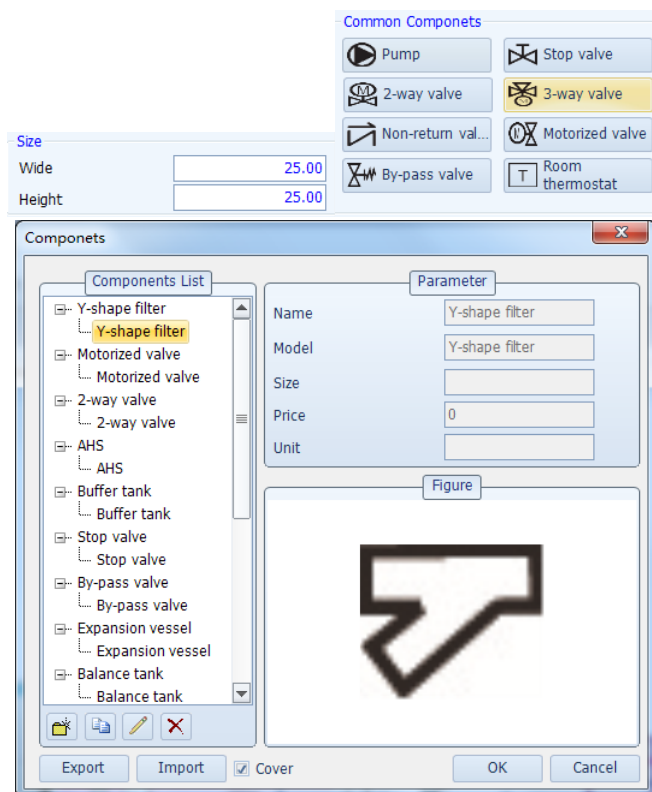 Common Componets
Pump
Stop valve
2-way valve
3-way valve
Non-return val...
Motorized valve
By-pass valve
T
Room
thermostat
Size
Wide
25.00
Height
25.00
Componets
Components List
Y-shape filter
Y-shape filter
Motorized valve
Motorized valve
2-way valve
2-way valve
AHS
AHS
Buffer tank
Buffer tank
Stop valve
Stop valve
By-pass valve
By-pass valve
Expansion vessel
Expansion vessel
Balance tank
Balance tank
Parameter
Name
Y-shape filter
Model
Y-shape filter
Size
Price
0
Unit
Figure
Export
Import
Cover
OK
Cancel